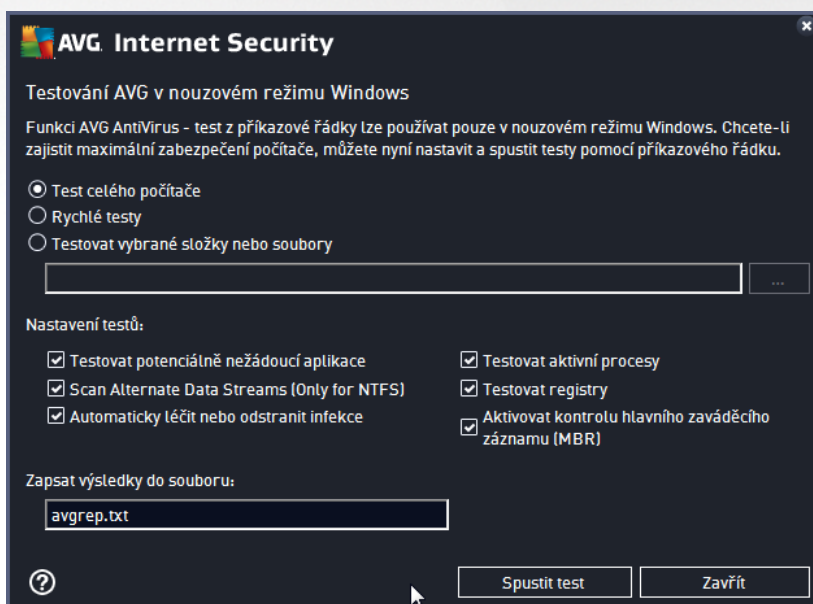 AVG. Internet Security
Testování AVG v nouzovém režimu Windows
Funkci AVG AntiVirus - test z příkazové řádky lze používat pouze v nouzovém režimu Windows. Chcete-li
zajistit maximální zabezpečení počítače, můžete nyní nastavit a spustit testy pomocí příkazového řádku.
Test celého počítače
Rychlé testy
Testovat vybrané složky nebo soubory
...
Nastavení testů:
Testovat potenciálně nežádoucí aplikace
Scan Alternate Data Streams (Only for NTFS)
Automaticky léčit nebo odstranit infekce
Testovat aktivní procesy
Testovat registry
Aktivovat kontrolu hlavního zaváděcího
záznamu (MBR)
Zapsat výsledky do souboru:
avgrep.txt
Spustit test
Zavřít